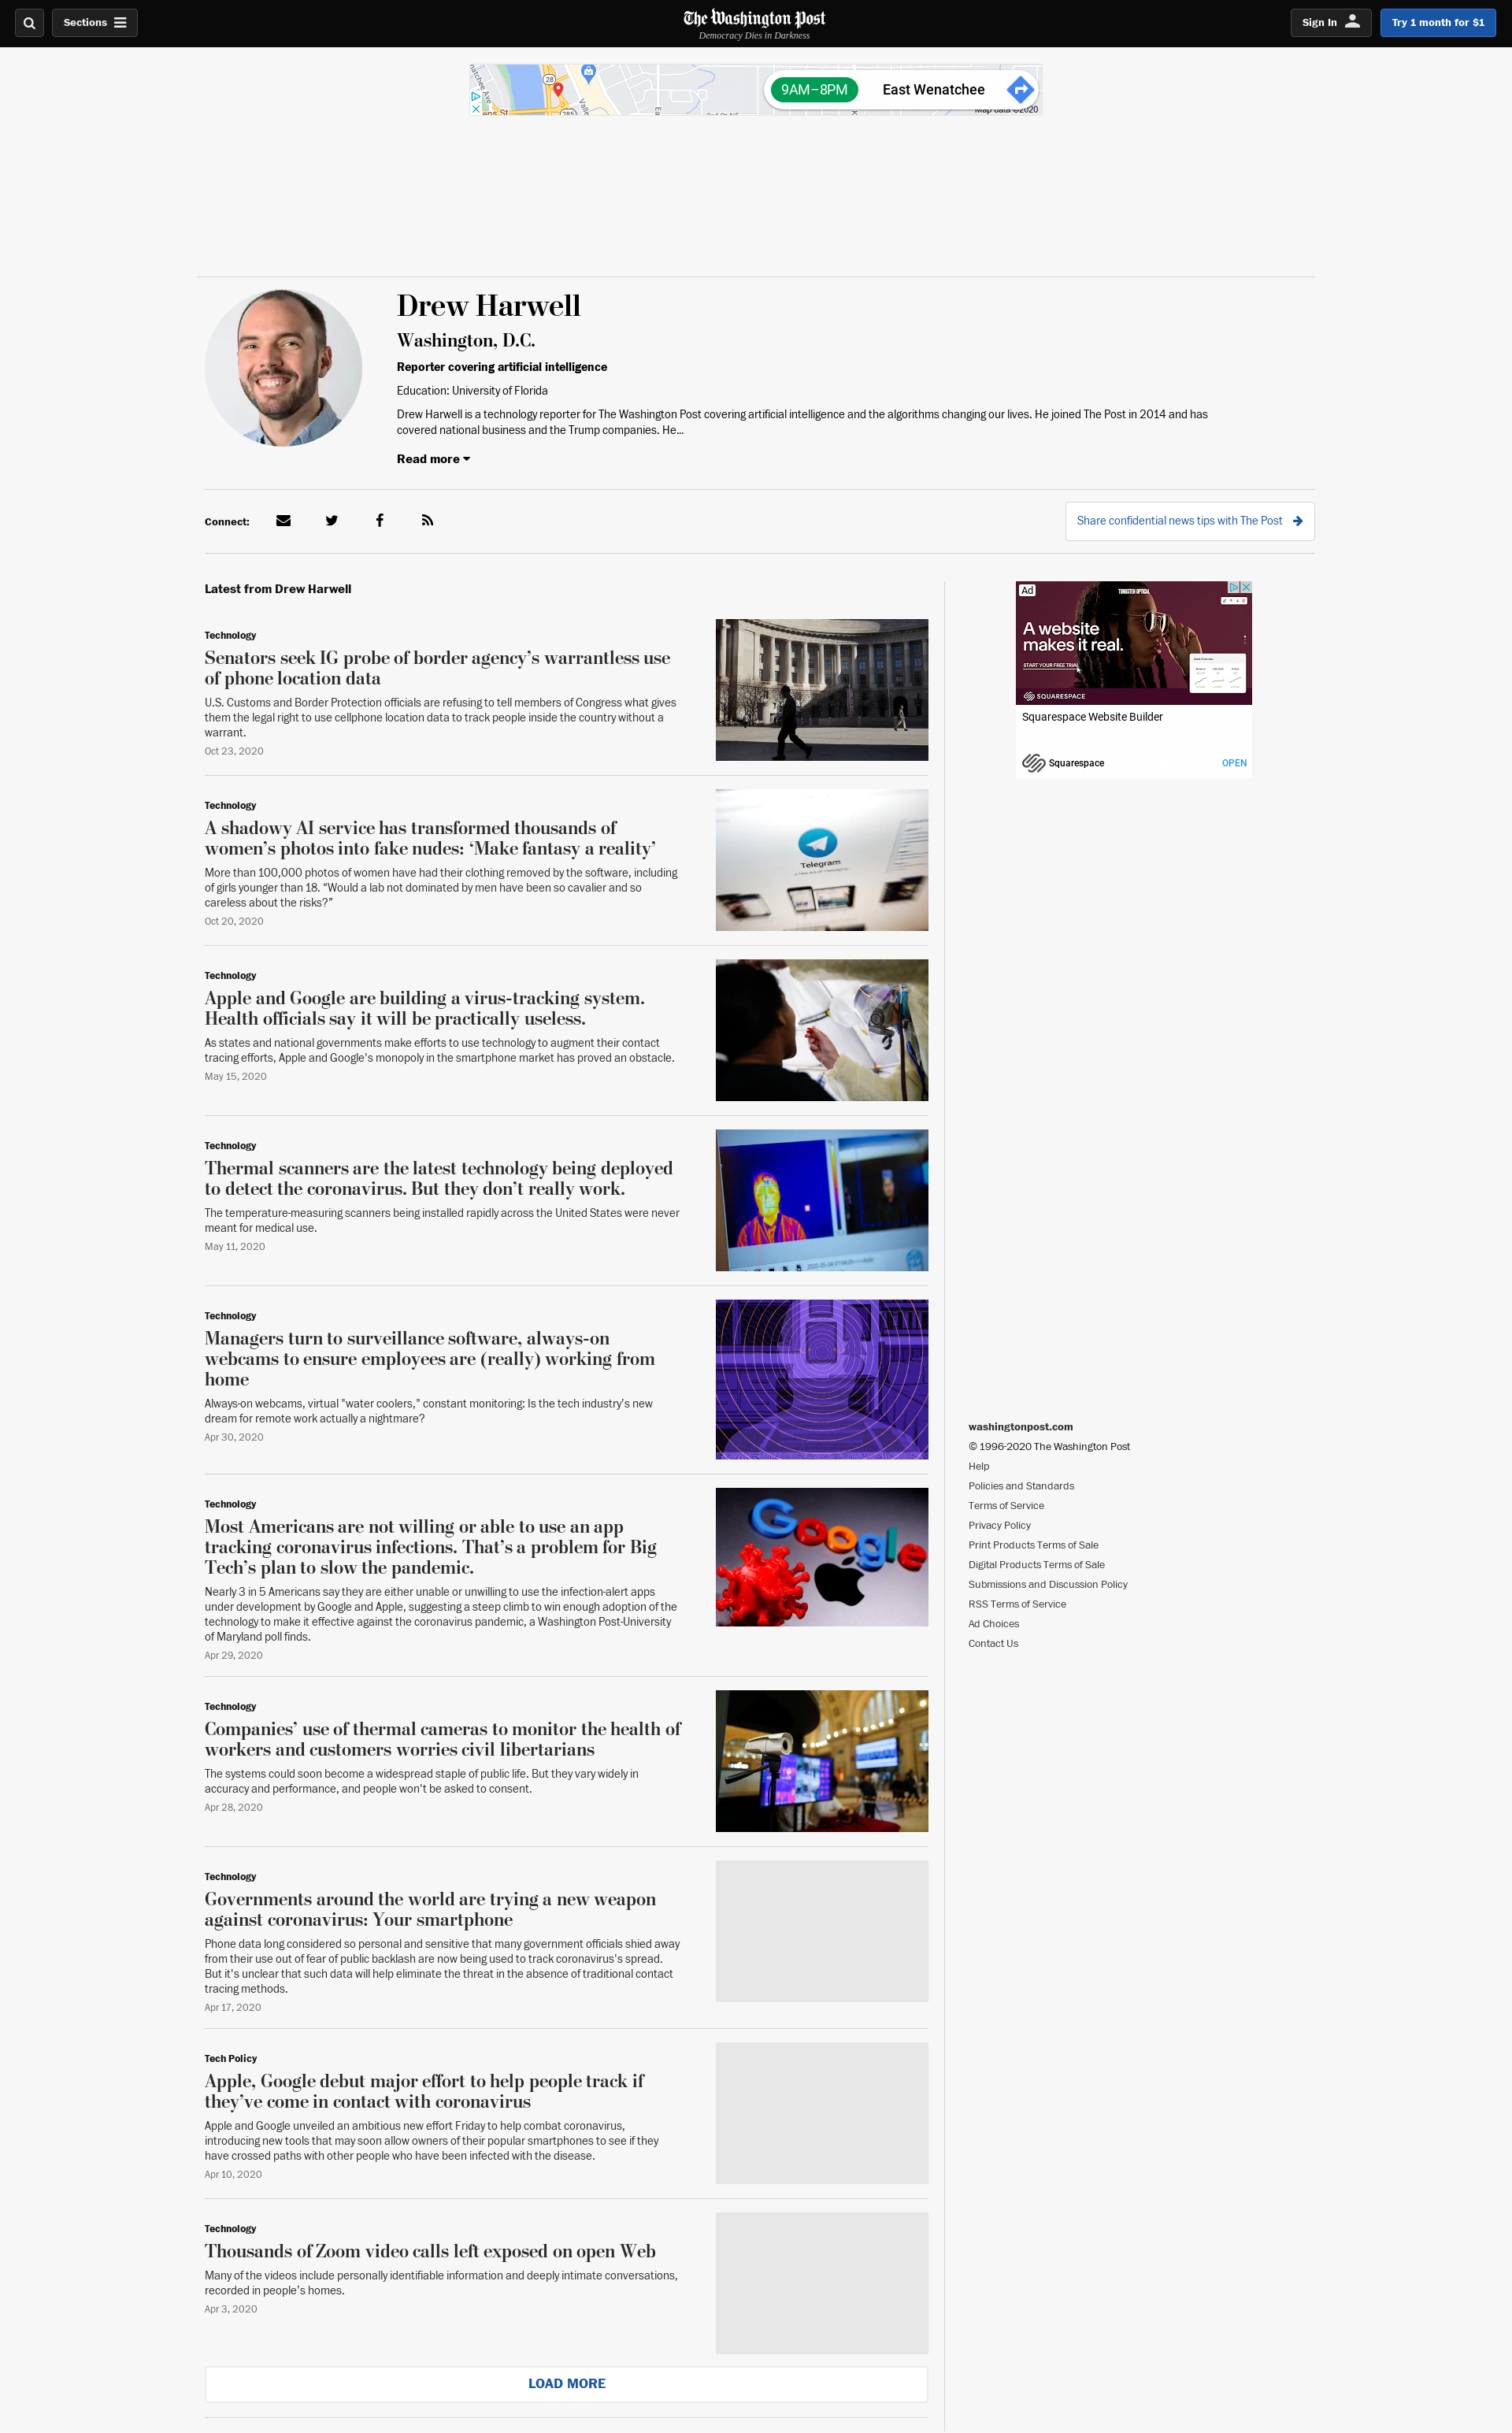 Sections
The Washington Post
Democracy Dies in Darkness
Sign In
Try 1 month for $1
28
9AM–8PM
East Wenatchee
285
Map data ©2020
Drew Harwell
Washington, D.C.
Reporter covering artificial intelligence
Education: University of Florida
Drew Harwell is a technology reporter for The Washington Post covering artificial intelligence and the algorithms changing our lives. He joined The Post in 2014 and has
covered national business and the Trump companies. He...
Read more
Connect:
Share confidential news tips with The Post
Latest from Drew Harwell
Technology
Senators seek IG probe of border agency’s warrantless use
of phone location data
U.S. Customs and Border Protection officials are refusing to tell members of Congress what gives
them the legal right to use cellphone location data to track people inside the country without a
warrant.
Oct 23, 2020
Technology
A shadowy AI service has transformed thousands of
women’s photos into fake nudes: ‘Make fantasy a reality’
More than 100,000 photos of women have had their clothing removed by the software, including
of girls younger than 18. “Would a lab not dominated by men have been so cavalier and so
careless about the risks?”
Oct 20, 2020
Telegram
Technology
Apple and Google are building a virus-tracking system.
Health officials say it will be practically useless.
As states and national governments make efforts to use technology to augment their contact
tracing efforts, Apple and Google's monopoly in the smartphone market has proved an obstacle.
May 15, 2020
Technology
Thermal scanners are the latest technology being deployed
to detect the coronavirus. But they don’t really work.
The temperature-measuring scanners being installed rapidly across the United States were never
meant for medical use.
May 11, 2020
Technology
Managers turn to surveillance software, always-on
webcams to ensure employees are (really) working from
home
Always-on webcams, virtual "water coolers," constant monitoring: Is the tech industry’s new
dream for remote work actually a nightmare?
Apr 30, 2020
Technology
Most Americans are not willing or able to use an app
tracking coronavirus infections. That’s a problem for Big
Tech’s plan to slow the pandemic.
Nearly 3 in 5 Americans say they are either unable or unwilling to use the infection-alert apps
under development by Google and Apple, suggesting a steep climb to win enough adoption of the
technology to make it effective against the coronavirus pandemic, a Washington Post-University
of Maryland poll finds.
Apr 29, 2020
Google
Technology
Companies’ use of thermal cameras to monitor the health of
workers and customers worries civil libertarians
The systems could soon become a widespread staple of public life. But they vary widely in
accuracy and performance, and people won't be asked to consent.
Apr 28, 2020
Technology
Governments around the world are trying a new weapon
against coronavirus: Your smartphone
Phone data long considered so personal and sensitive that many government officials shied away
from their use out of fear of public backlash are now being used to track coronavirus's spread.
But it's unclear that such data will help eliminate the threat in the absence of traditional contact
tracing methods.
Apr 17, 2020
Tech Policy
Apple, Google debut major effort to help people track if
they’ve come in contact with coronavirus
Apple and Google unveiled an ambitious new effort Friday to help combat coronavirus,
introducing new tools that may soon allow owners of their popular smartphones to see if they
have crossed paths with other people who have been infected with the disease.
Apr 10, 2020
Technology
Thousands of Zoom video calls left exposed on open Web
Many of the videos include personally identifiable information and deeply intimate conversations,
recorded in people's homes.
Apr 3, 2020
LOAD MORE
Ad
TUNGSTEN OPTICAL
A website
makes it real.
START YOUR FREE TRIAL
SQUARESPACE
Squarespace Website Builder
Squarespace
OPEN
washingtonpost.com
© 1996-2020 The Washington Post
Help
Policies and Standards
Terms of Service
Privacy Policy
Print Products Terms of Sale
Digital Products Terms of Sale
Submissions and Discussion Policy
RSS Terms of Service
Ad Choices
Contact Us